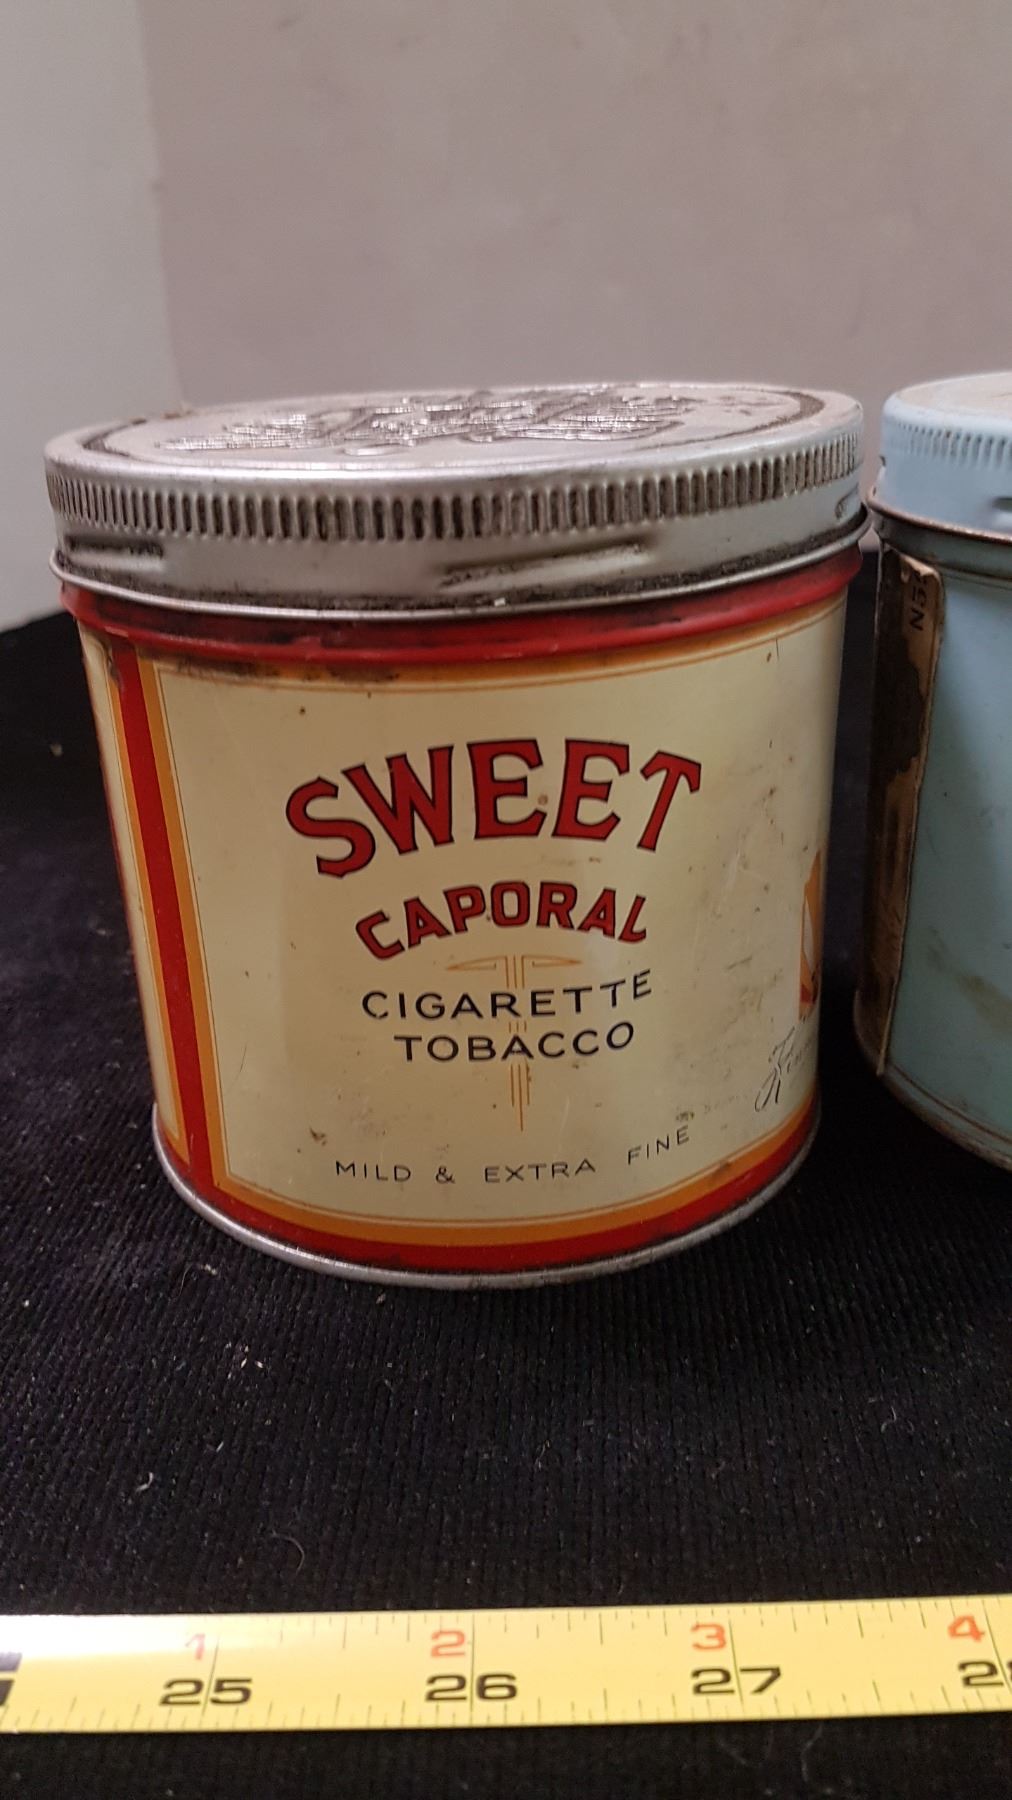 SWEET
CAPORAL
CIGARETTE
TOBACCO
MILD & EXTRA FINE
1 2 3 4
25 26 27